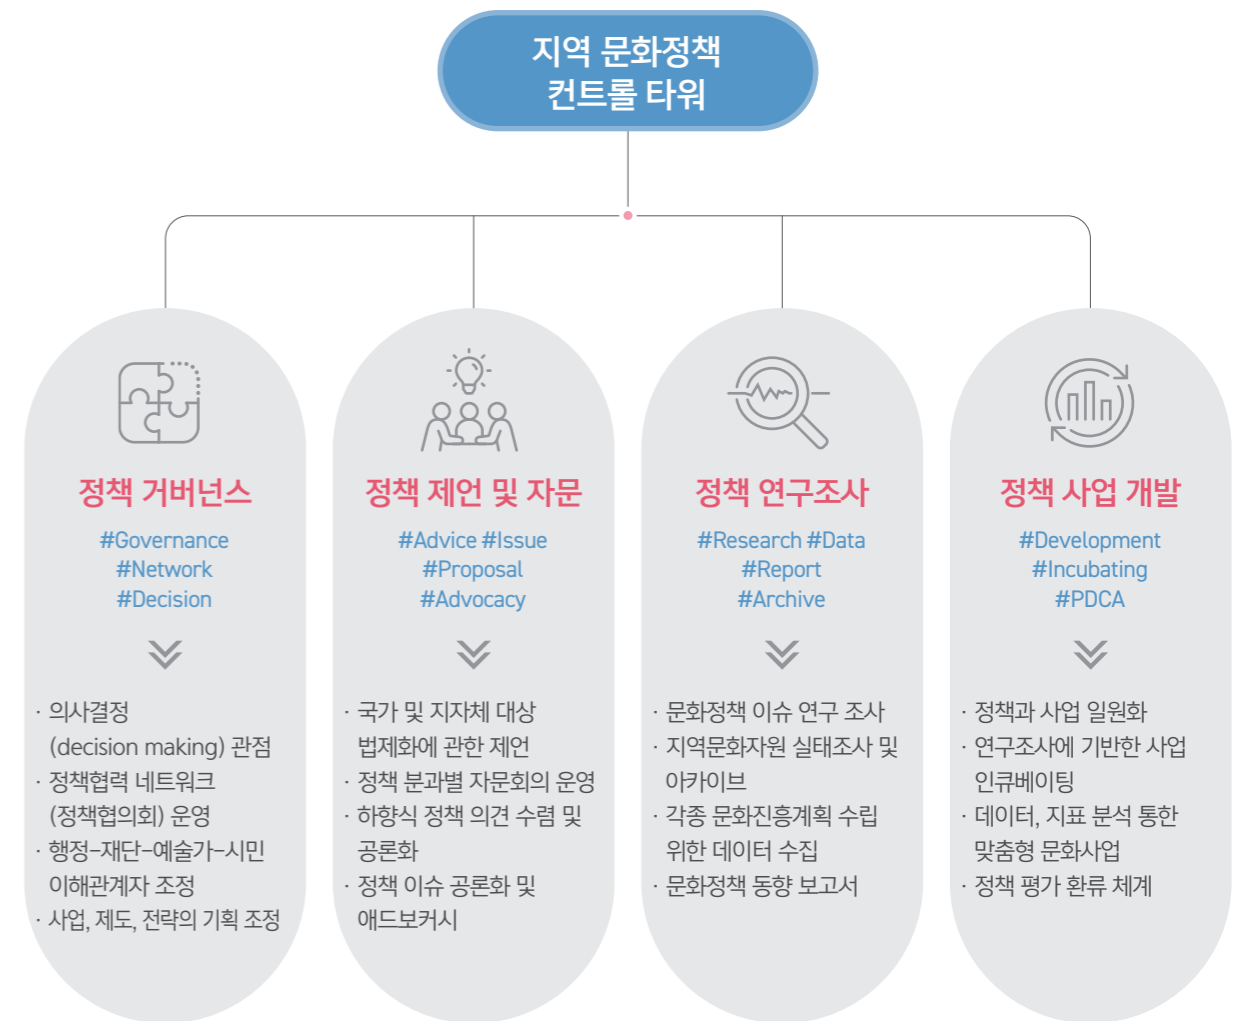 지역 문화정책
컨트롤 타워
정책 거버넌스
#Governance
#Network
#Decision
· 의사결정
(decision making) 관점
· 정책협력 네트워크
(정책협의회) 운영
· 행정–재단–예술가–시민
이해관계자 조정
· 사업, 제도, 전략의 기획 조정
정책 제언 및 자문
#Advice #Issue
#Proposal
#Advocacy
· 국가 및 지자체 대상
법제화에 관한 제언
· 정책 분과별 자문회의 운영
· 하향식 정책 의견 수렴 및
공론화
· 정책 이슈 공론화 및
애드보커시
정책 연구조사
#Research #Data
#Report
#Archive
· 문화정책 이슈 연구 조사
· 지역문화자원 실태조사 및
아카이브
· 각종 문화진흥계획 수립
위한 데이터 수집
· 문화정책 동향 보고서
정책 사업 개발
#Development
#Incubating
#PDCA
· 정책과 사업 일원화
· 연구조사에 기반한 사업
인큐베이팅
· 데이터, 지표 분석 통한
맞춤형 문화사업
· 정책 평가 환류 체계